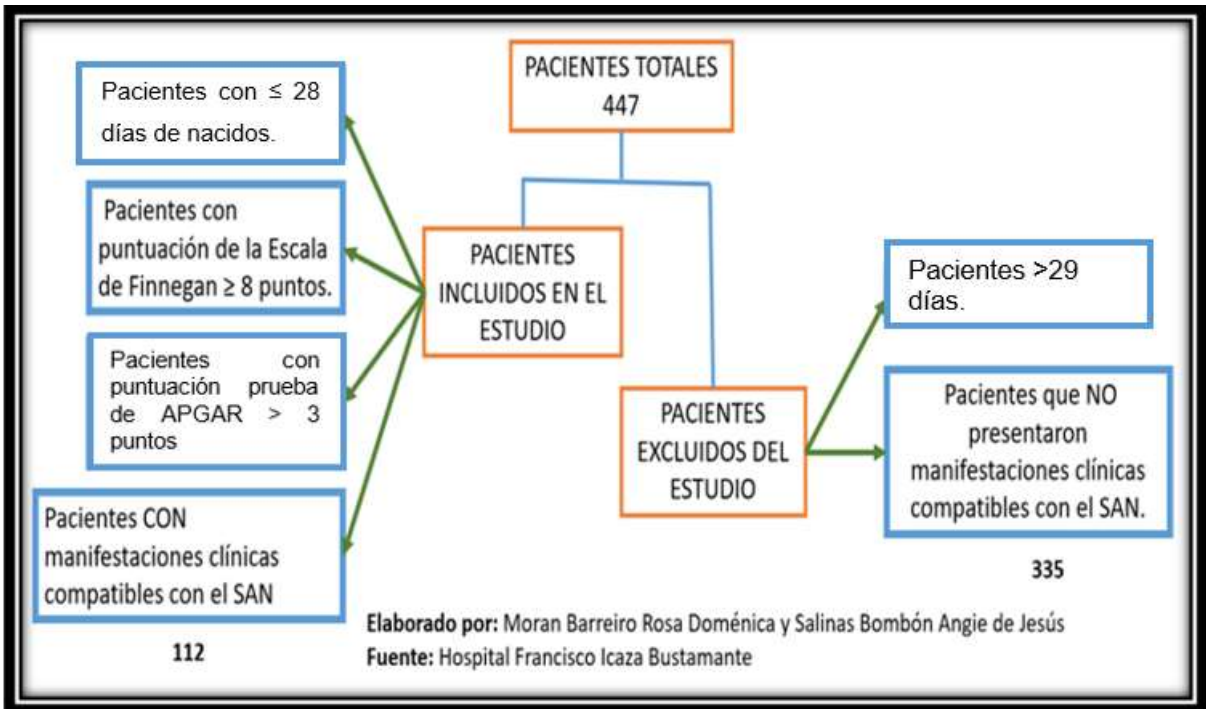 PACIENTES TOTALES
447
Pacientes con ≤ 28
días de nacidos.
Pacientes con
puntuación de la Escala
de Finnegan ≥ 8 puntos.
Pacientes con
puntuación prueba
de APGAR > 3
puntos
Pacientes CON
manifestaciones clínicas
compatibles con el SAN
112
PACIENTES
INCLUIDOS EN EL
ESTUDIO
PACIENTES
EXCLUIDOS DEL
ESTUDIO
Pacientes >29
días.
Pacientes que NO
presentaron
manifestaciones clínicas
compatibles con el SAN.
335
Elaborado por: Moran Barreiro Rosa Doménica y Salinas Bombón Angie de Jesús
Fuente: Hospital Francisco Icaza Bustamante